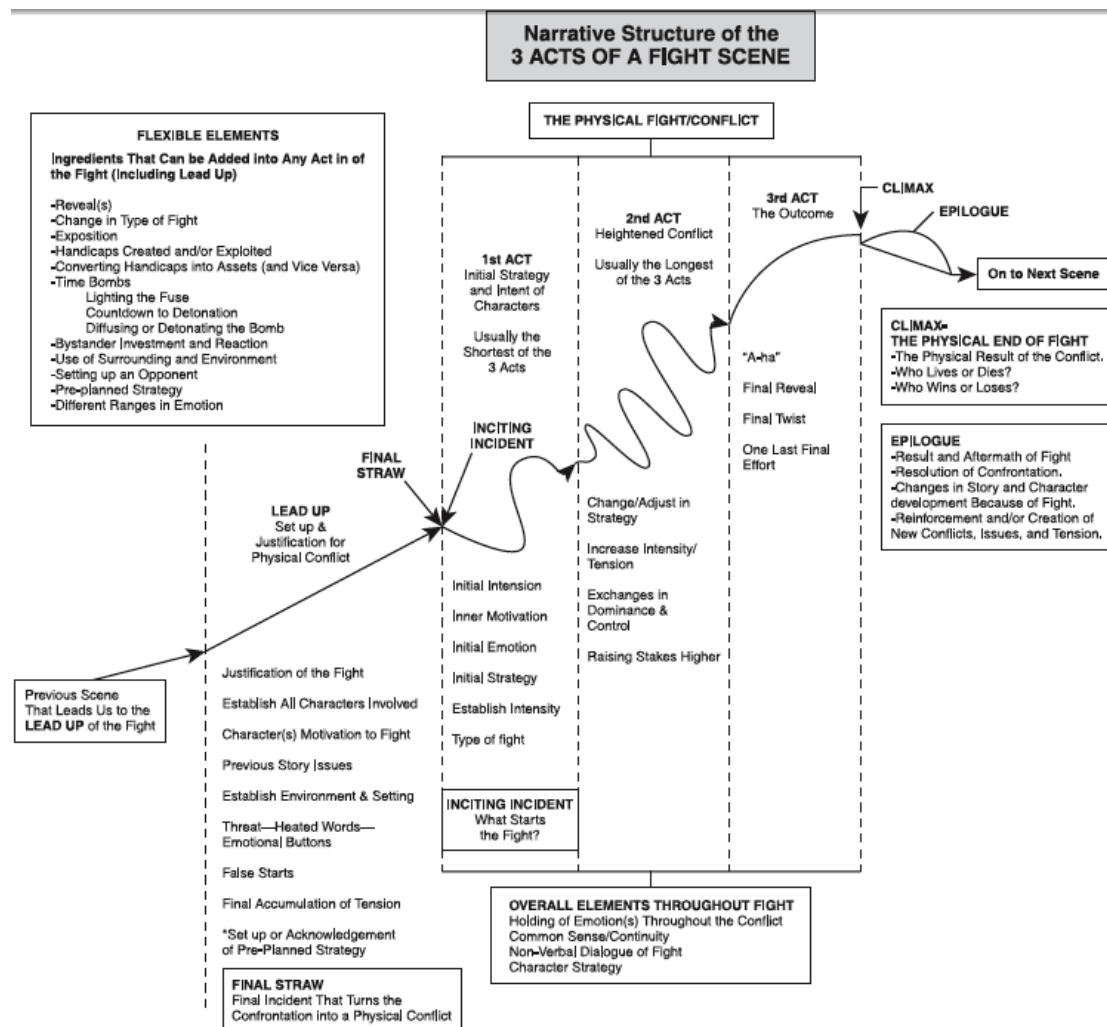 Narrative Structure of the
3 ACTS OF A FIGHT SCENE
THE PHYSICAL FIGHT/CONFLICT
FLEXIBLE ELEMENTS
Ingredients That Can be Added into Any Act in of
the Fight (Including Lead Up)
-Reveal(s)
-Change in Type of Fight
-Exposition
-Handicaps Created and/or Exploited
-Converting Handicaps into Assets (and Vice Versa)
-Time Bombs
Lighting the Fuse
Countdown to Detonation
Diffusing or Detonating the Bomb
-Bystander Investment and Reaction
-Use of Surrounding and Environment
-Setting up an Opponent
-Pre-planned Strategy
-Different Ranges in Emotion
Previous Scene
That Leads Us to the
LEAD UP of the Fight
LEAD UP
Set up &
Justification for
Physical Conflict
FINAL
STRAW
Justification of the Fight
Establish All Characters Involved
Character(s) Motivation to Fight
Previous Story Issues
Establish Environment & Setting
Threat—Heated Words—
Emotional Buttons
False Starts
Final Accumulation of Tension
*Set up or Acknowledgement
of Pre-Planned Strategy
FINAL STRAW
Final Incident That Turns the
Confrontation into a Physical Conflict
1st ACT
Initial Strategy
and Intent of
Characters
Usually the
Shortest of the
3 Acts
INCITING
INCIDENT
Initial Intension
Inner Motivation
Initial Emotion
Initial Strategy
Establish Intensity
Type of fight
INCITING INCIDENT
What Starts
the Fight?
2nd ACT
Heightened Conflict
Usually the Longest
of the 3 Acts
Change/Adjust in
Strategy
Increase Intensity/
Tension
Exchanges in
Dominance &
Control
Raising Stakes Higher
3rd ACT
The Outcome
"A-ha"
Final Reveal
Final Twist
One Last Final
Effort
CLIMAX
EPILOGUE
On to Next Scene
CLIMAX-
THE PHYSICAL END OF FIGHT
-The Physical Result of the Conflict.
-Who Lives or Dies?
-Who Wins or Loses?
EPILOGUE
-Result and Aftermath of Fight
-Resolution of Confrontation.
-Changes in Story and Character
development Because of Fight.
-Reinforcement and/or Creation of
New Conflicts, Issues, and Tension.
OVERALL ELEMENTS THROUGHOUT FIGHT
Holding of Emotion(s) Throughout the Conflict
Common Sense/Continuity
Non-Verbal Dialogue of Fight
Character Strategy